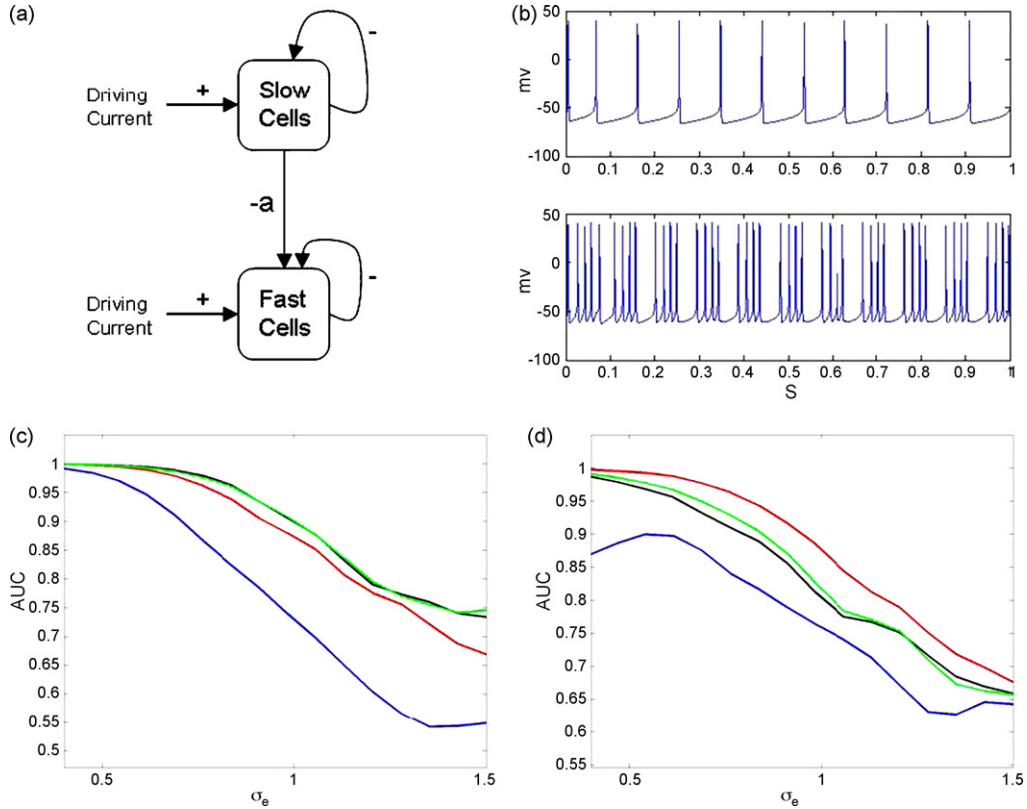 (a)
Driving
Current
+
Slow
Cells
-
-a
Driving
Current
+
Fast
Cells
-
(b)
50
0
-50
-100
mv
0 0.1 0.2 0.3 0.4 0.5 0.6 0.7 0.8 0.9 1
50
0
-50
-100
mv
0 0.1 0.2 0.3 0.4 0.5 0.6 0.7 0.8 0.9 1
S
(c)
1
0.95
0.9
0.85
0.8
0.75
0.7
0.65
0.6
0.55
0.5
AUC
0.5 1 1.5
σe
(d)
1
0.95
0.9
0.85
0.8
0.75
0.7
0.65
0.6
0.55
AUC
0.5 1 1.5
σe